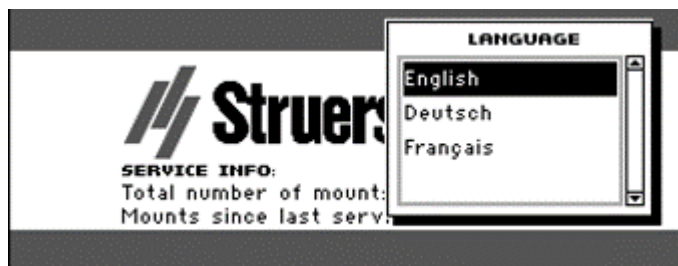 LANGUAGE
English
Deutsch
Français
Struers
SERVICE INFO:
Total number of mount
Mounts since last serv